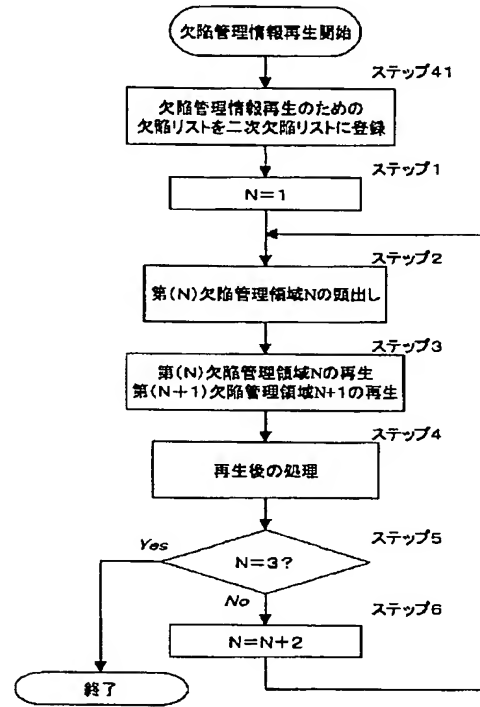 欠陥管理情報再生開始
ステップ41
欠陥管理情報再生のための
欠陥リストを二次欠陥リストに登録
ステップ1
N=1
ステップ2
第(N)欠陥管理領域Nの頭出し
ステップ3
第(N)欠陥管理領域Nの再生
第(N+1)欠陥管理領域N+1の再生
ステップ4
再生後の処理
ステップ5
Yes
N=3?
No
ステップ6
N=N+2
終了